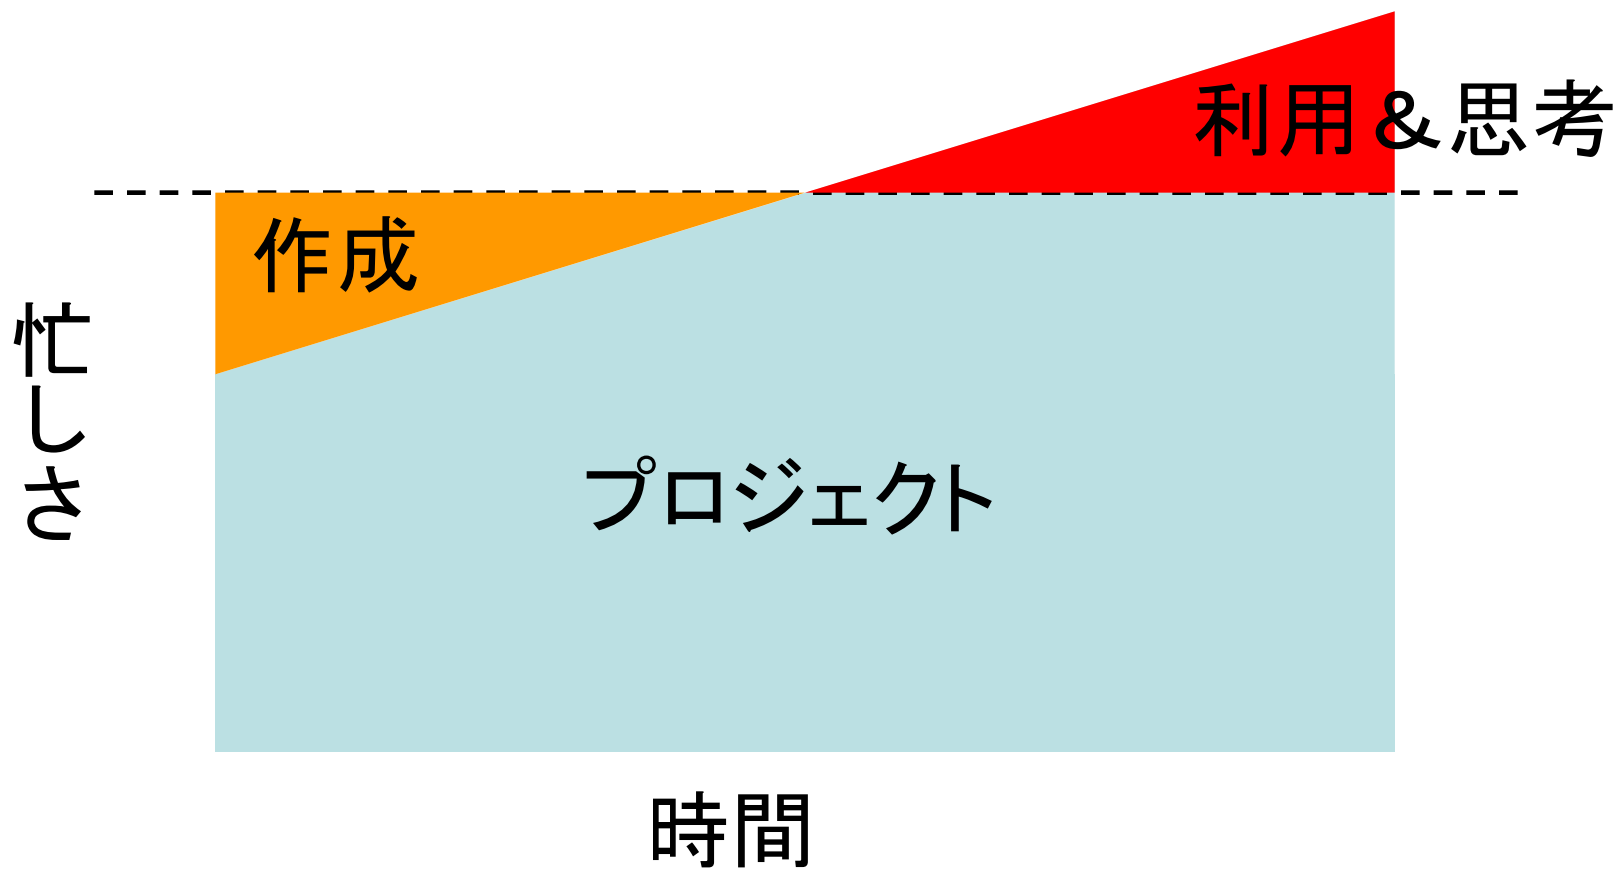 利用&思考
作成
忙しさ
プロジェクト
時間